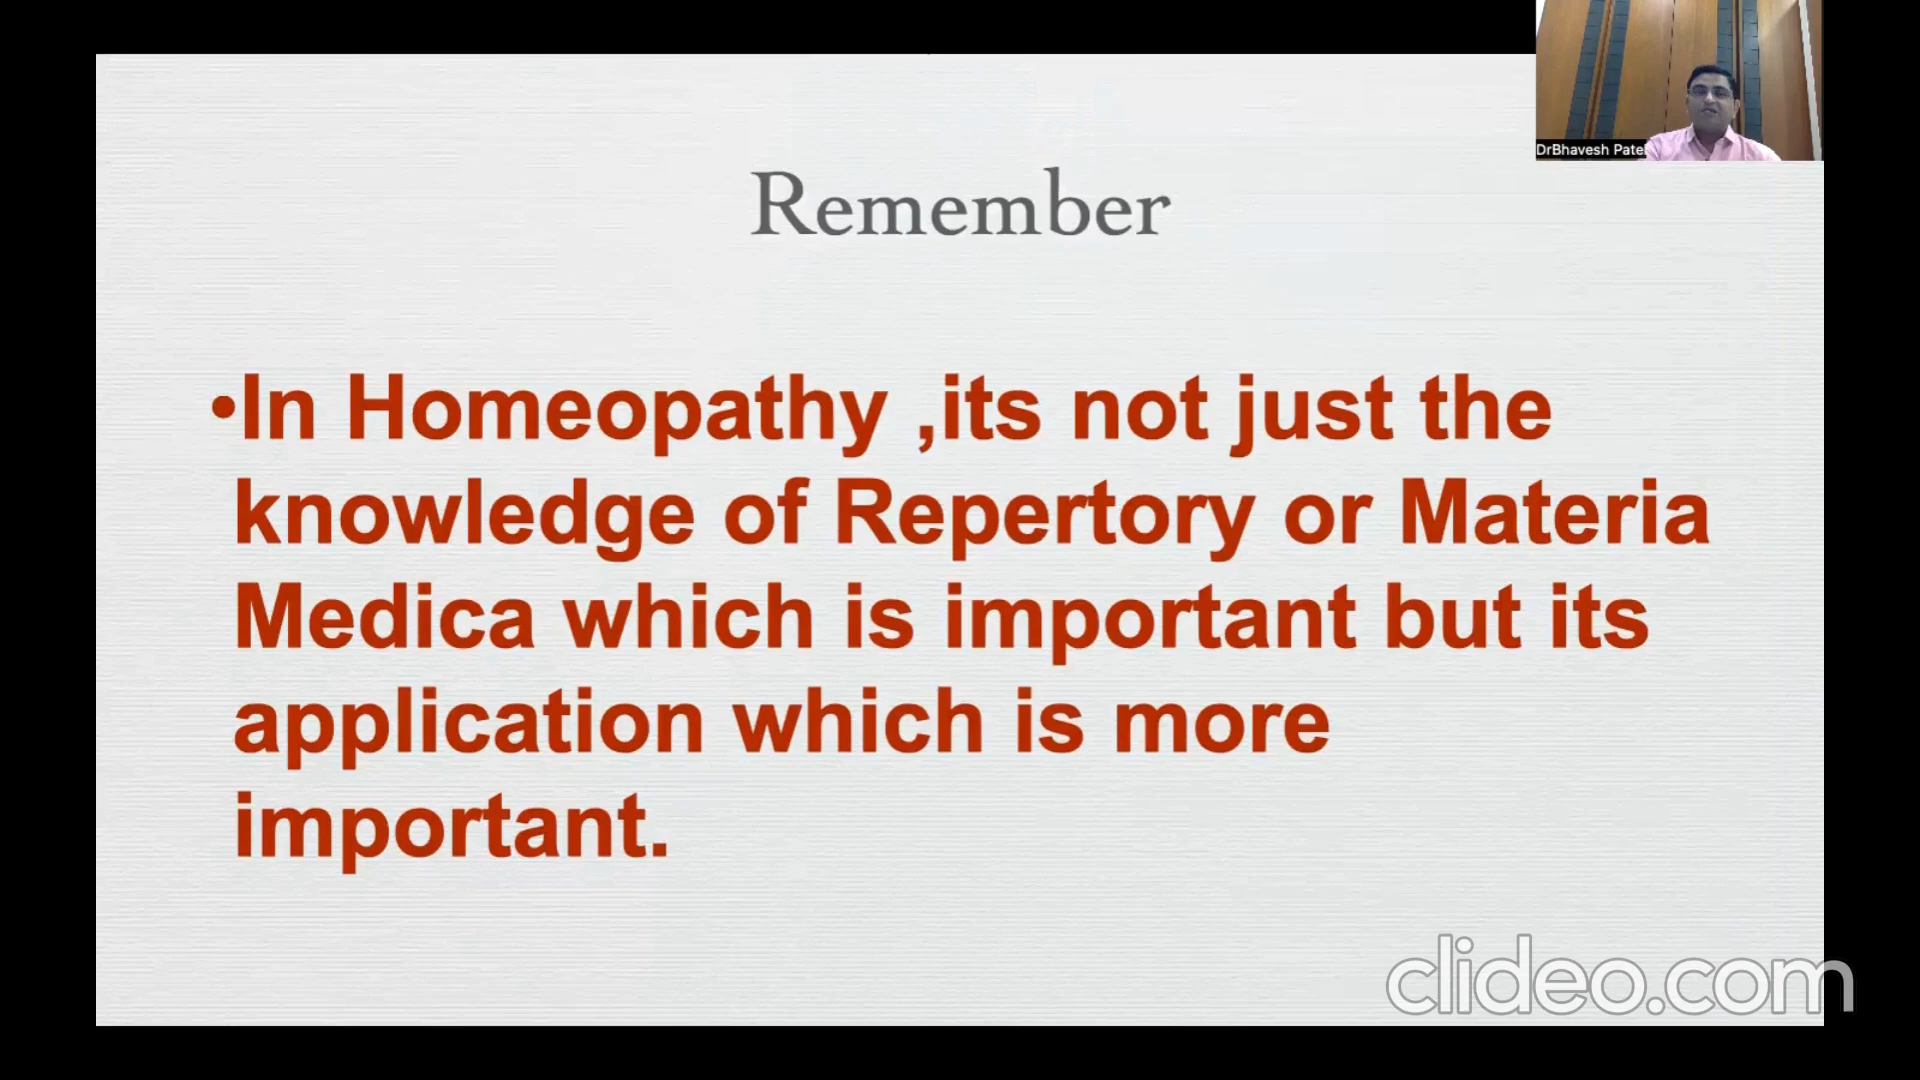 DrBhavesh Patel
Remember
•In Homeopathy ,its not just the
knowledge of Repertory or Materia
Medica which is important but its
application which is more
important.
clideo.com